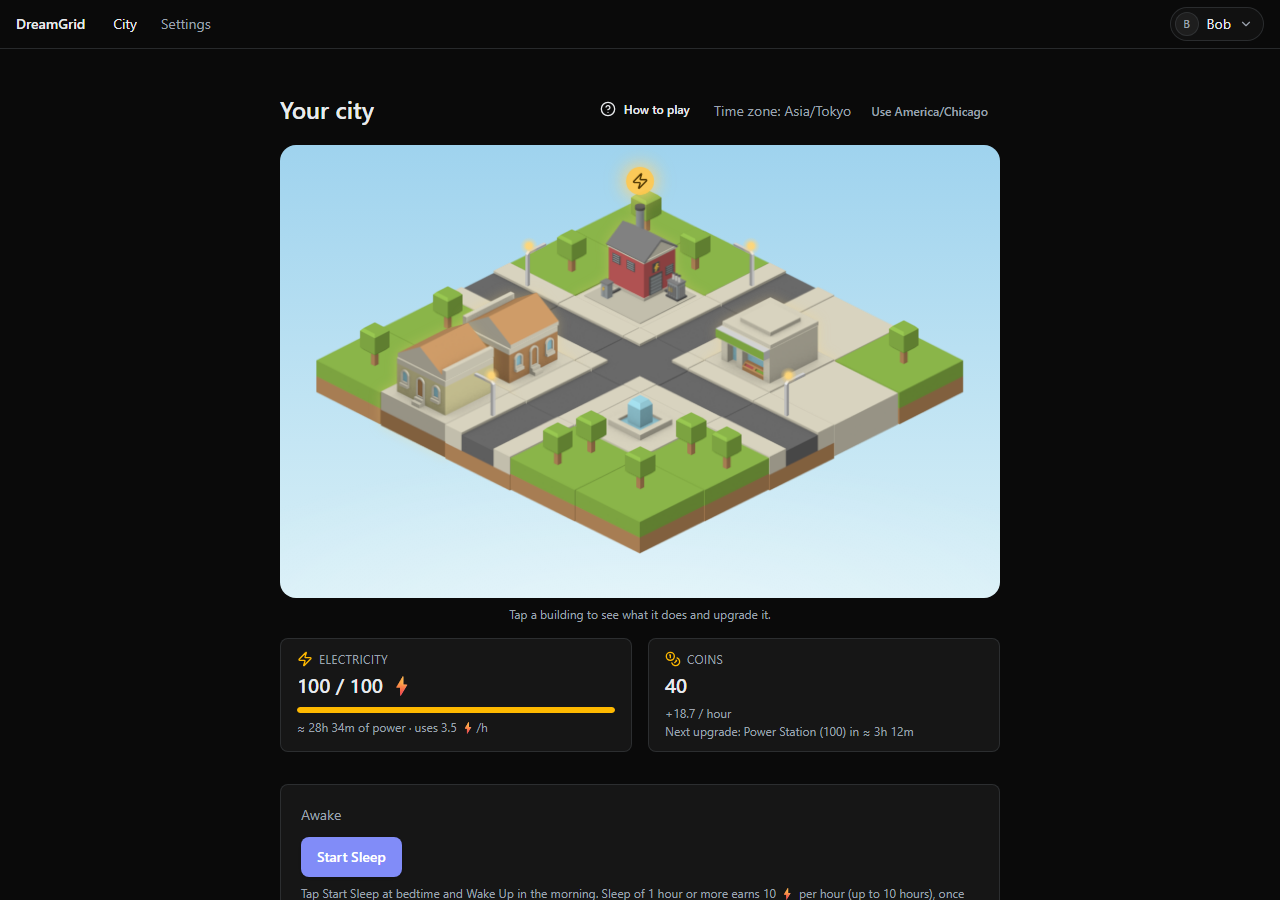 DreamGrid City Settings B Bob
Your city How to play Time zone: Asia/Tokyo Use America/Chicago
Tap a building to see what it does and upgrade it.
ELECTRICITY
100 / 100
≈ 28h 34m of power · uses 3.5 /h
COINS
40
+18.7 / hour
Next upgrade: Power Station (100) in ≈ 3h 12m
Awake
Start Sleep
Tap Start Sleep at bedtime and Wake Up in the morning. Sleep of 1 hour or more earns 10 per hour (up to 10 hours), once